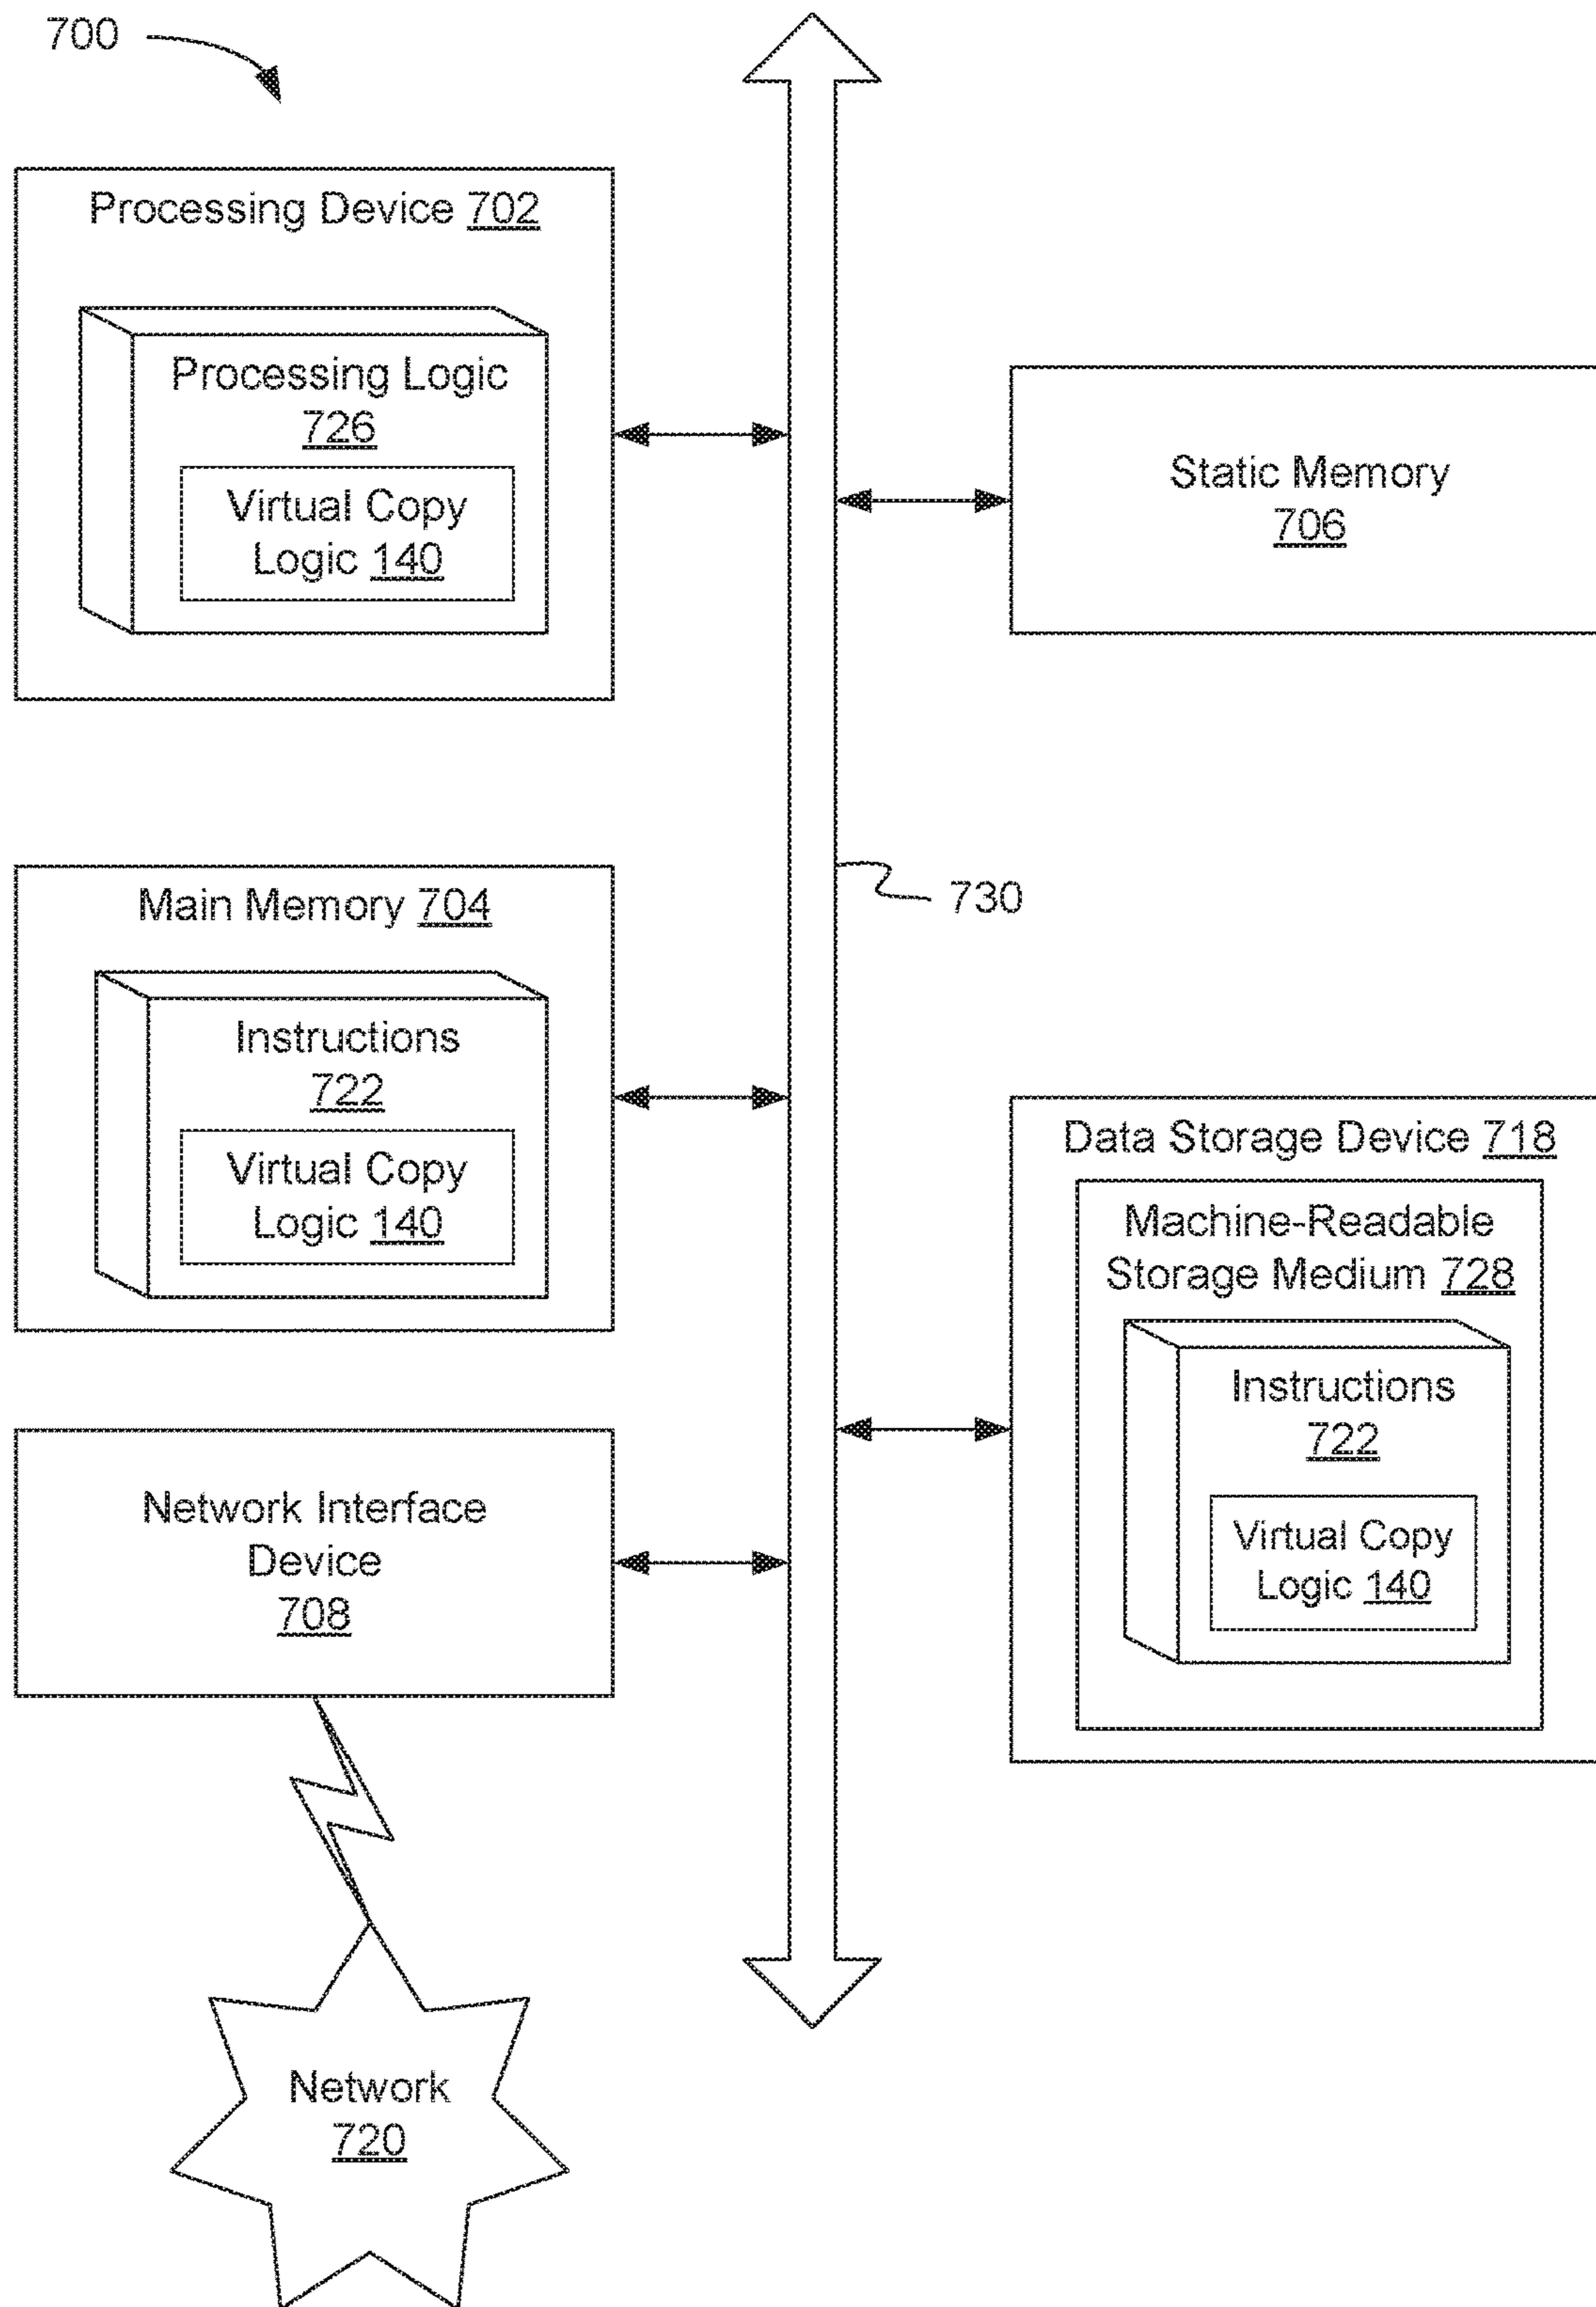 700
Processing Device 702
Processing Logic
726
Virtual Copy
Logic 140
Static Memory
706
Main Memory 704
730
Instructions
722
Virtual Copy
Logic 140
Data Storage Device 718
Machine-Readable
Storage Medium 728
Instructions
722
Virtual Copy
Logic 140
Network Interface
Device
708
Network
720